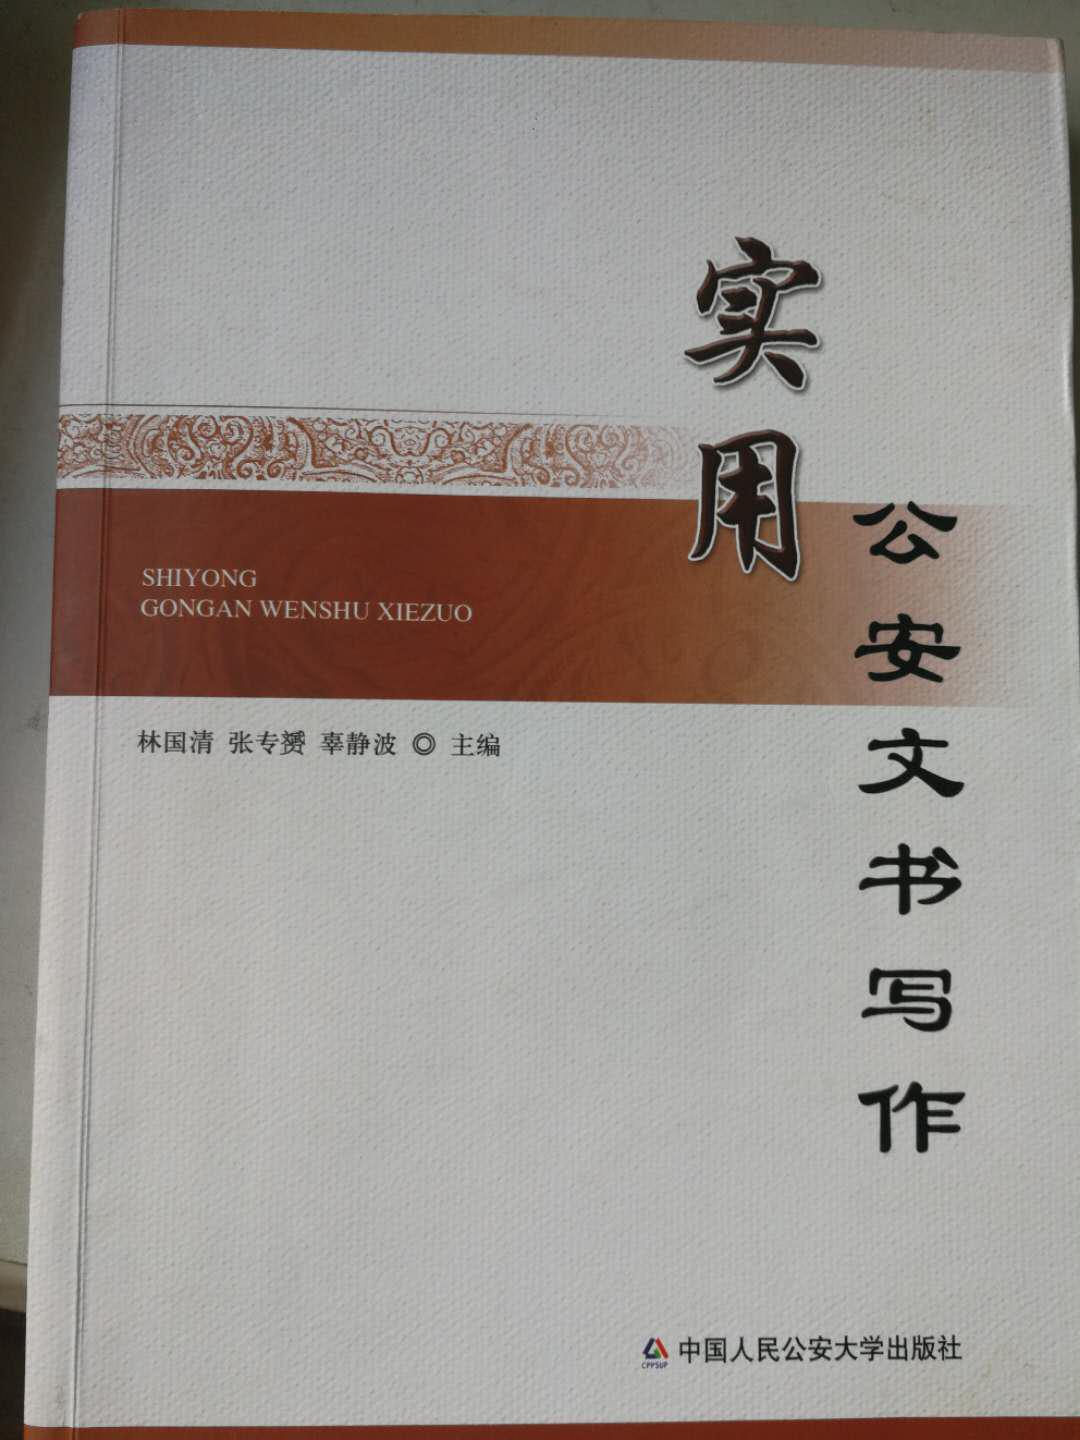 实用
公安文书写作
SHIYONG
GONGAN WENSHU XIEZUO
林国清 张专赟 辜静波 ◎ 主编
CPPSUP
中国人民公安大学出版社